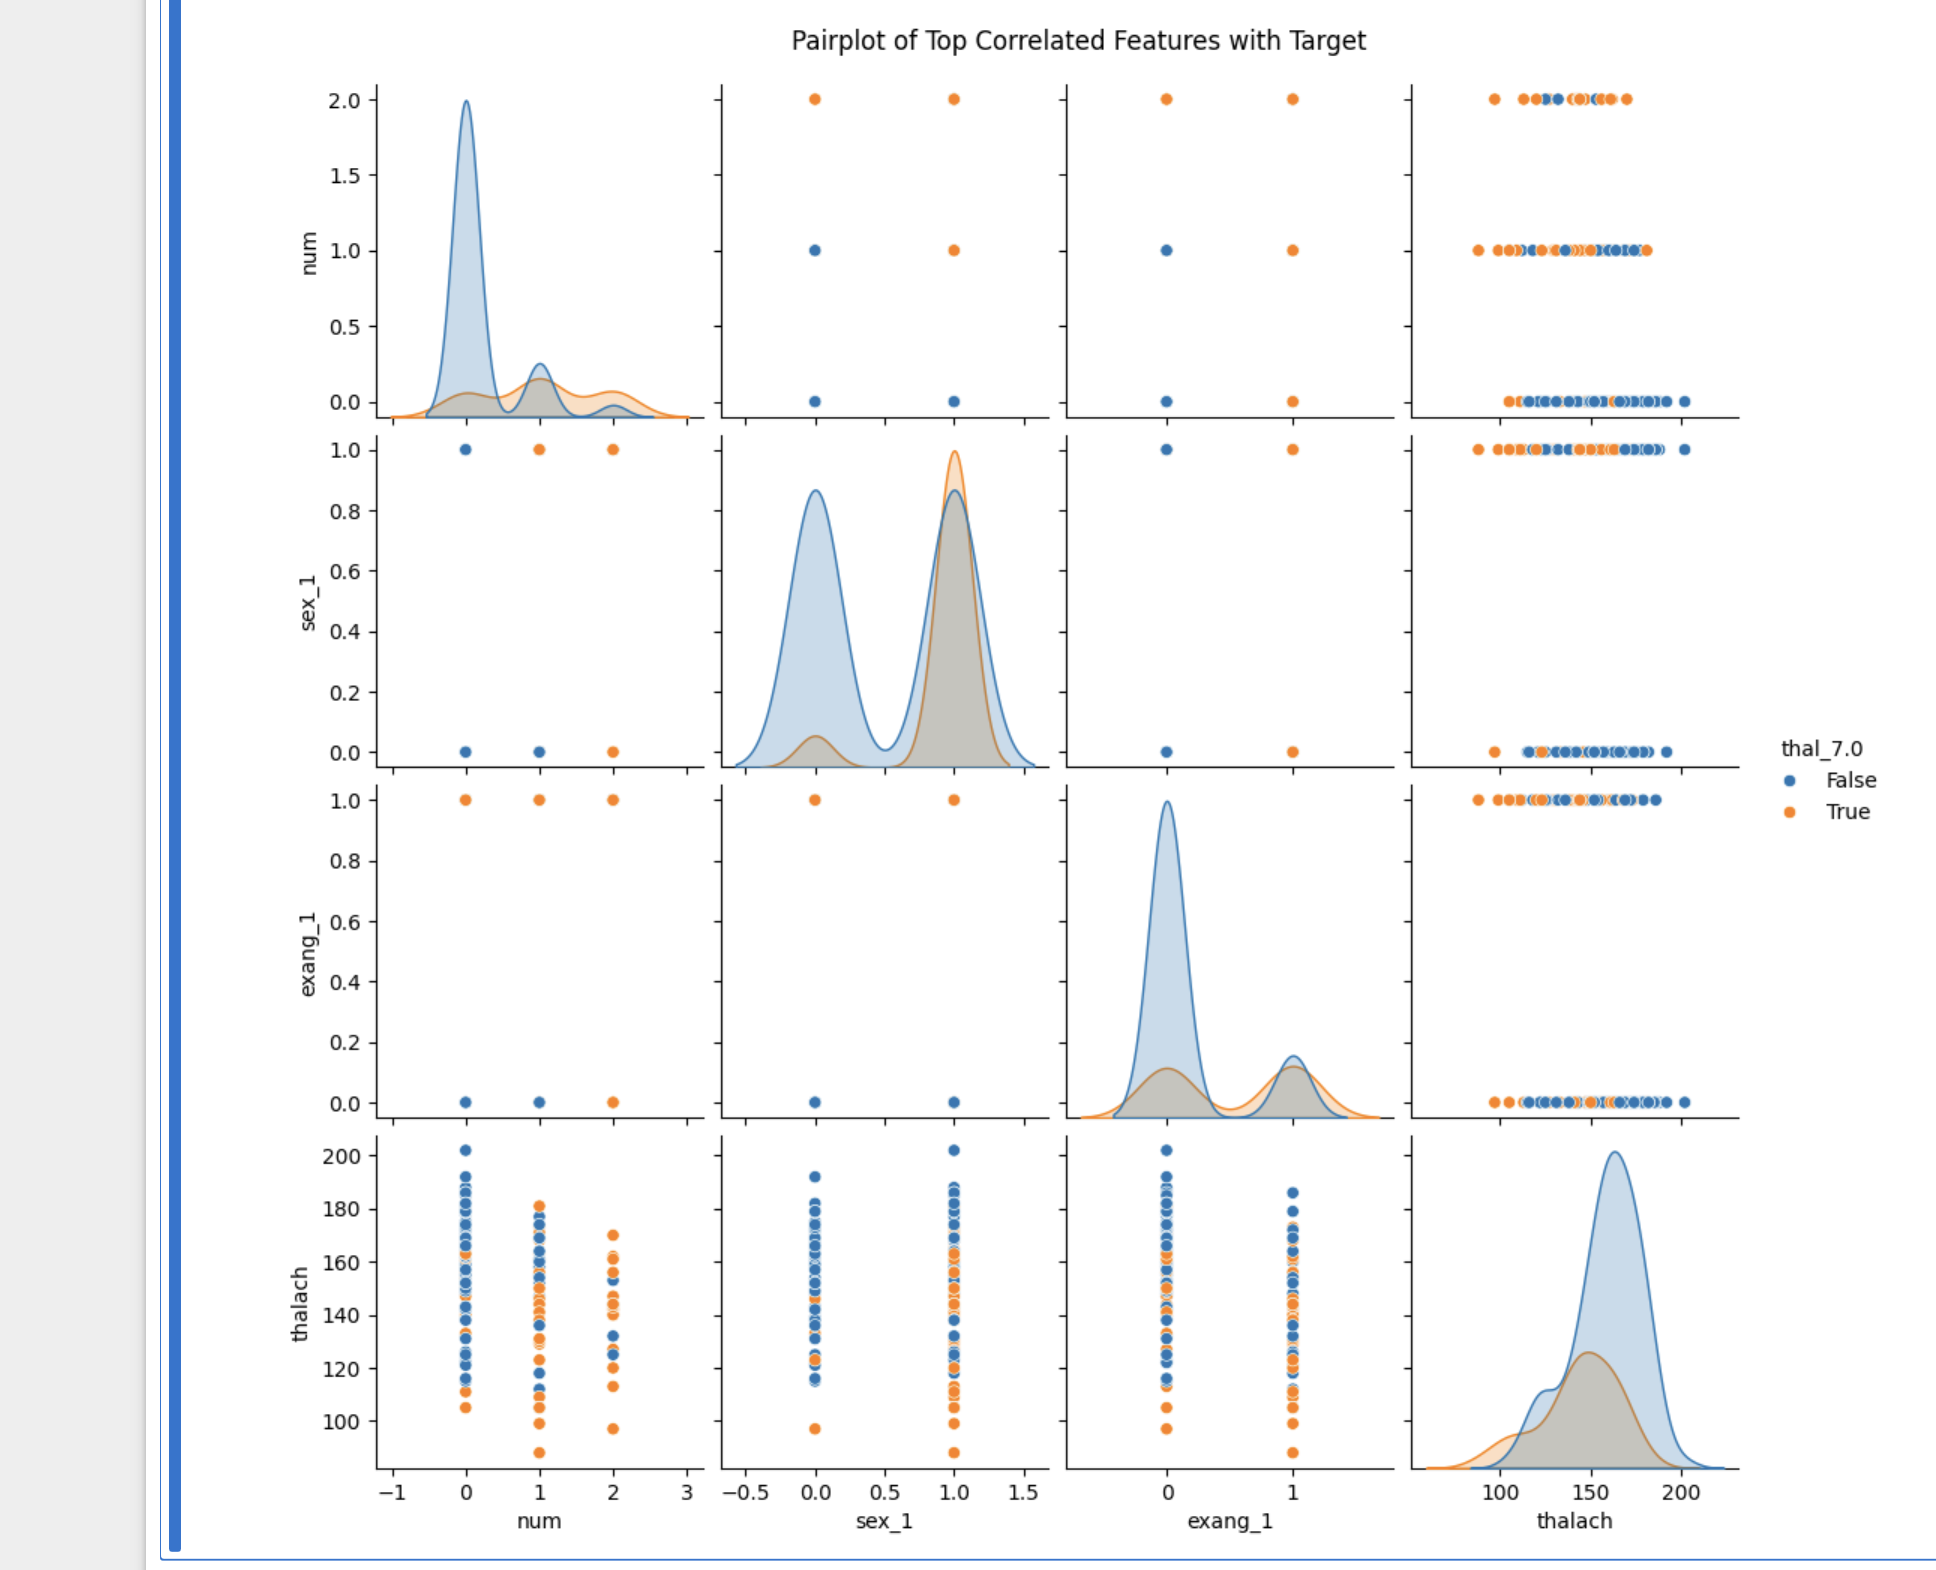 Pairplot of Top Correlated Features with Target
2.0
1.5
1.0
0.5
0.0
num
1.0
0.8
0.6
0.4
0.2
0.0
sex_1
thal_7.0
False
True
1.0
0.8
0.6
0.4
0.2
0.0
exang_1
200
180
160
140
120
100
thalach
−1 0 1 2 3 −0.5 0.0 0.5 1.0 1.5 0 1 100 150 200
num sex_1 exang_1 thalach